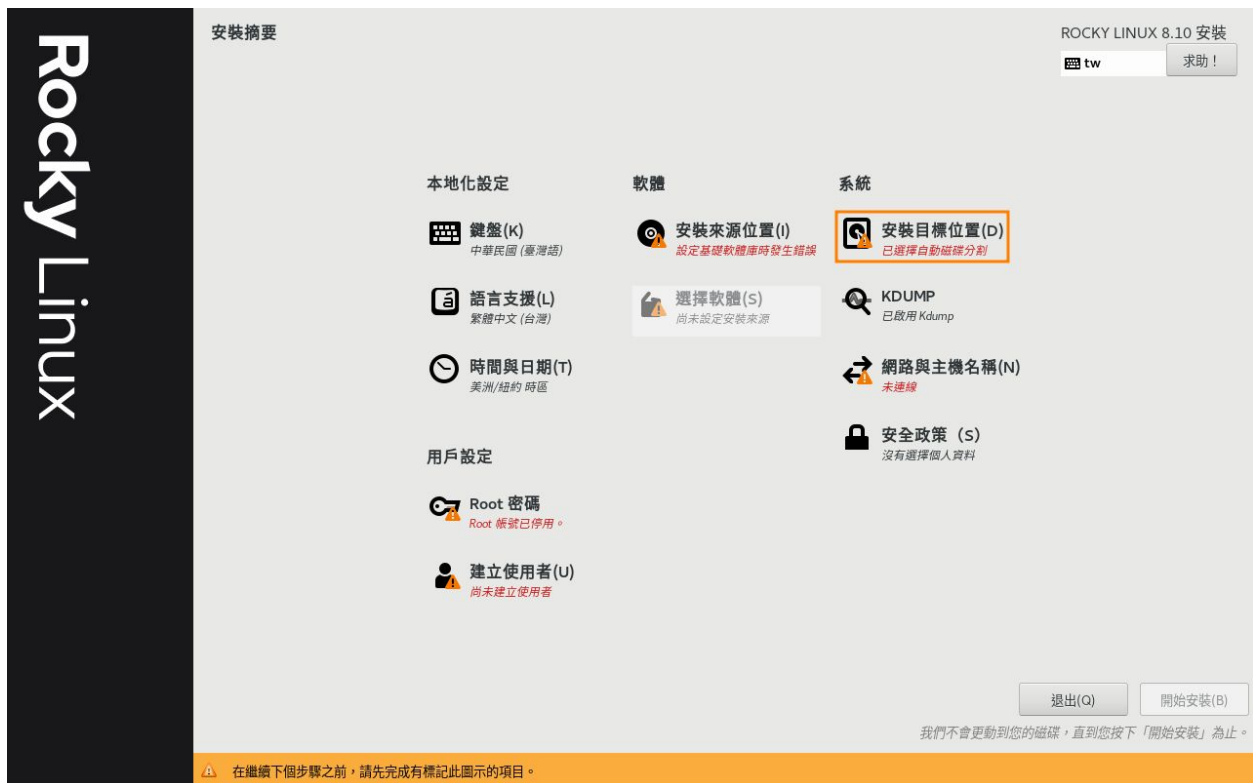 Rocky Linux
安裝摘要
ROCKY LINUX 8.10 安裝
tw
求助！
本地化設定
鍵盤(K)
中華民國 (臺灣語)
語言支援(L)
繁體中文 (台灣)
時間與日期(T)
美洲/紐約 時區
用戶設定
Root 密碼
Root 帳號已停用。
建立使用者(U)
尚未建立使用者
軟體
安裝來源位置(I)
設定基礎軟體庫時發生錯誤
選擇軟體(S)
尚未設定安裝來源
系統
安裝目標位置(D)
已選擇自動磁碟分割
KDUMP
已啟用 Kdump
網路與主機名稱(N)
未連線
安全政策（S）
沒有選擇個人資料
退出(Q)
開始安裝(B)
我們不會更動到您的磁碟，直到您按下「開始安裝」為止。
在繼續下個步驟之前，請先完成有標記此圖示的項目。